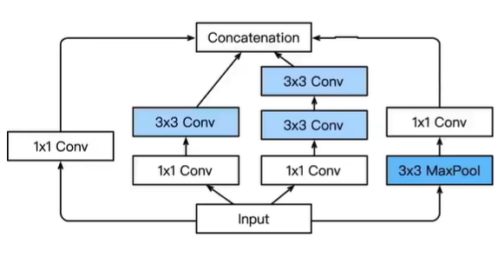 Concatenation
3x3 Conv
3x3 Conv
3x3 Conv
1x1 Conv
1x1 Conv
1x1 Conv
1x1 Conv
3x3 MaxPool
Input